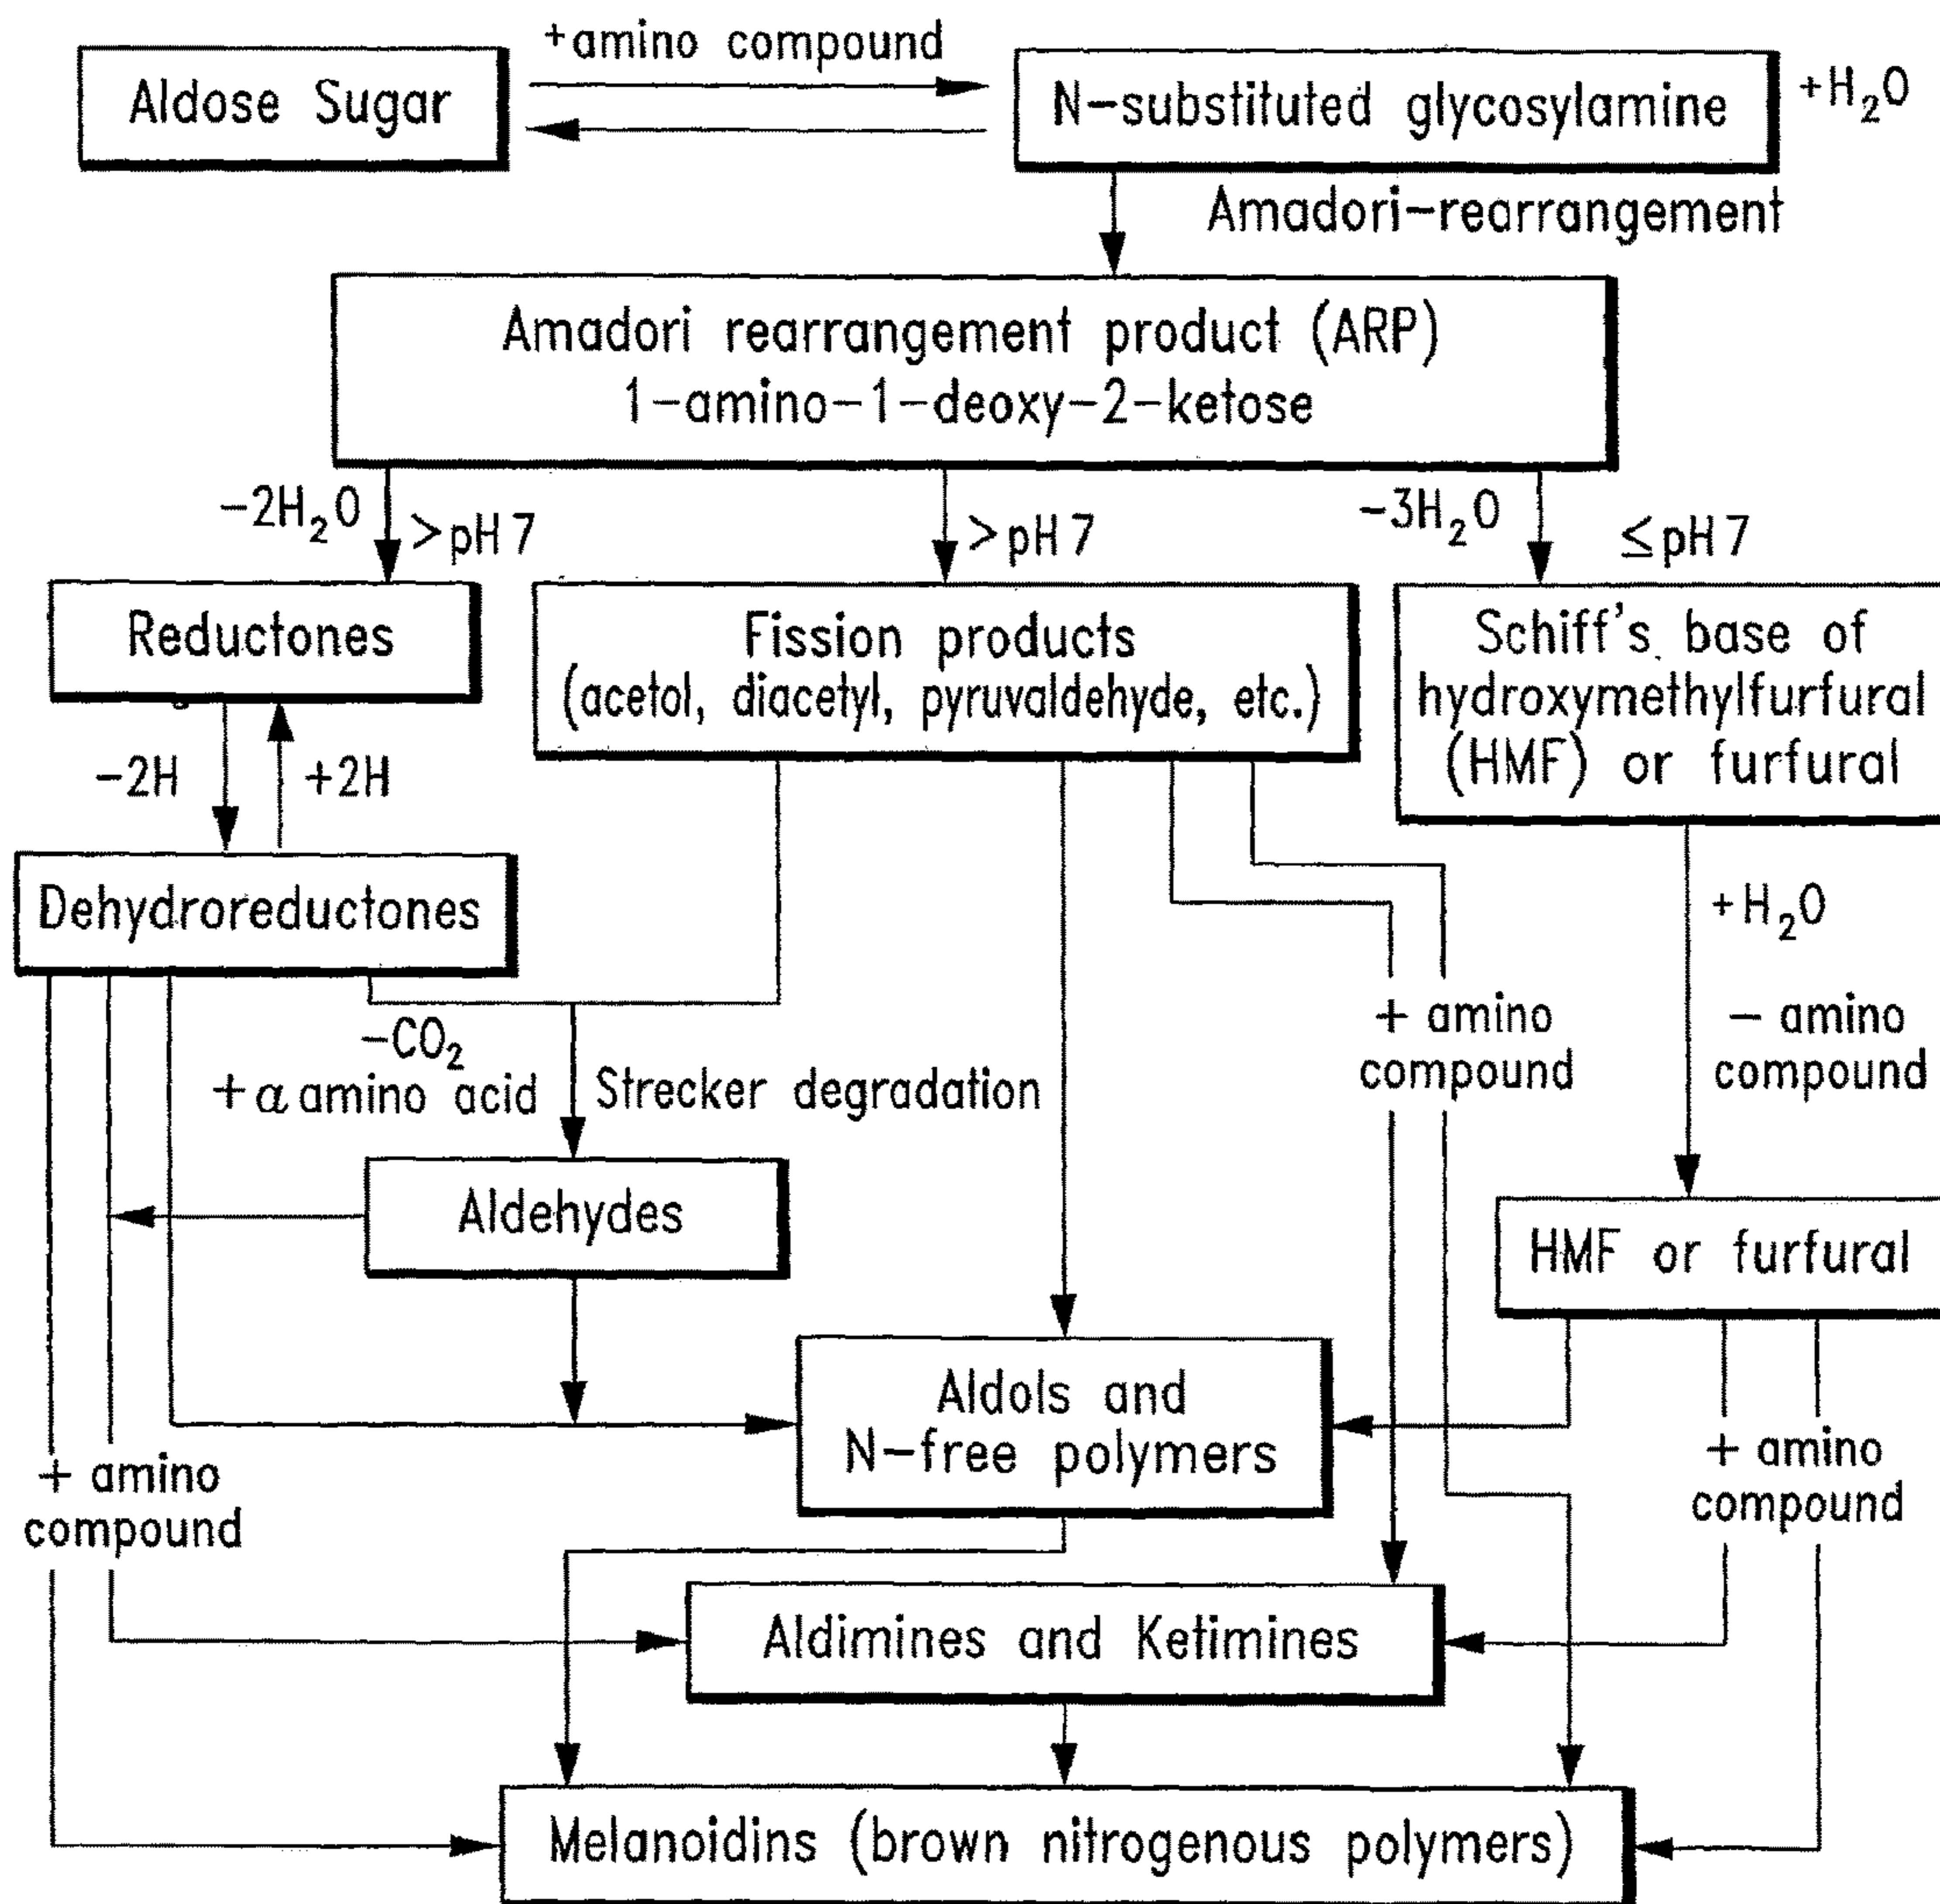 +amino compound
Aldose Sugar
N-substituted glycosylamine
+H₂O
Amadori-rearrangement
Amadori rearrangement product (ARP)
1-amino-1-deoxy-2-ketose
-2H₂O
>pH 7
>pH 7
-3H₂O
≤pH 7
Reductones
Fission products
(acetol, diacetyl, pyruvaldehyde, etc.)
Schiff's base of
hydroxymethylfurfural
(HMF) or furfural
-2H
+2H
Dehydroreductones
+H₂O
-CO₂
+α amino acid
Strecker degradation
+ amino
compound
- amino
compound
Aldehydes
HMF or furfural
Aldols and
N-free polymers
+ amino
compound
+ amino
compound
Aldimines and Ketimines
Melanoidins (brown nitrogenous polymers)